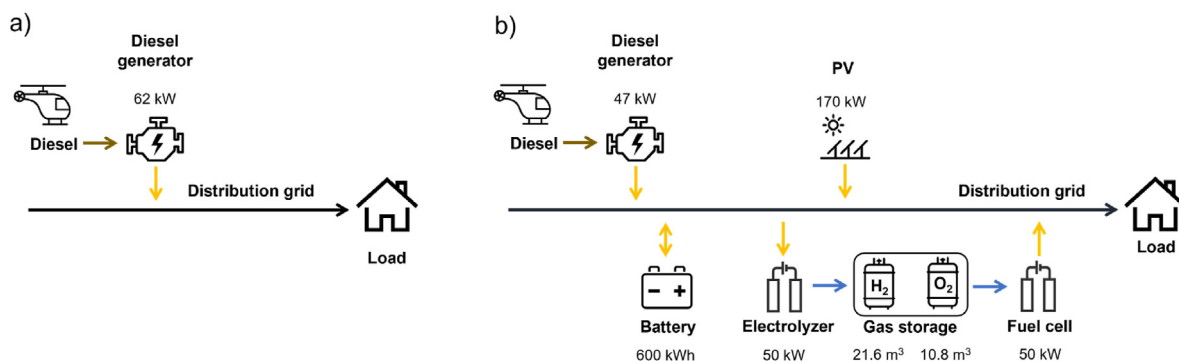 a)
Diesel
generator
62 kW
Diesel
Distribution grid
Load
b)
Diesel
generator
47 kW
Diesel
PV
170 kW
Distribution grid
Load
Battery
600 kWh
Electrolyzer
50 kW
H₂
O₂
Gas storage
21.6 m³ 10.8 m³
Fuel cell
50 kW